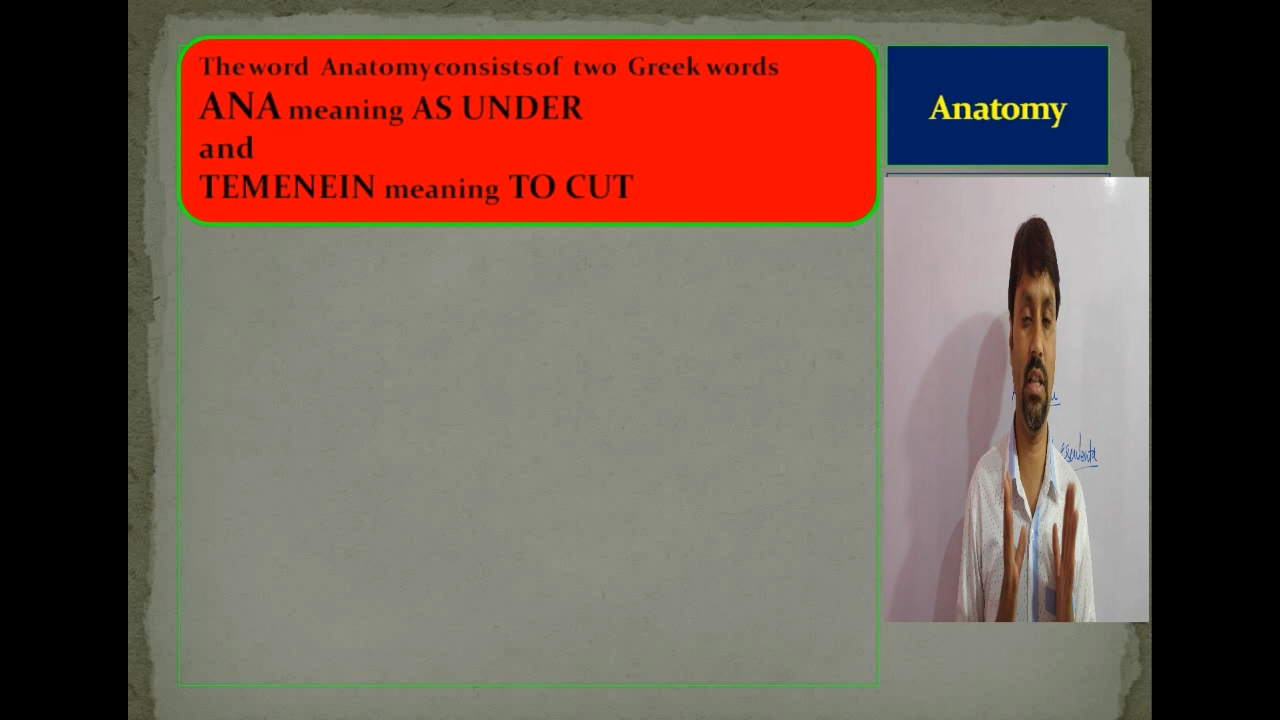 The word Anatomy consists of two Greek words
ANA meaning AS UNDER
and
TEMENEIN meaning TO CUT
Anatomy